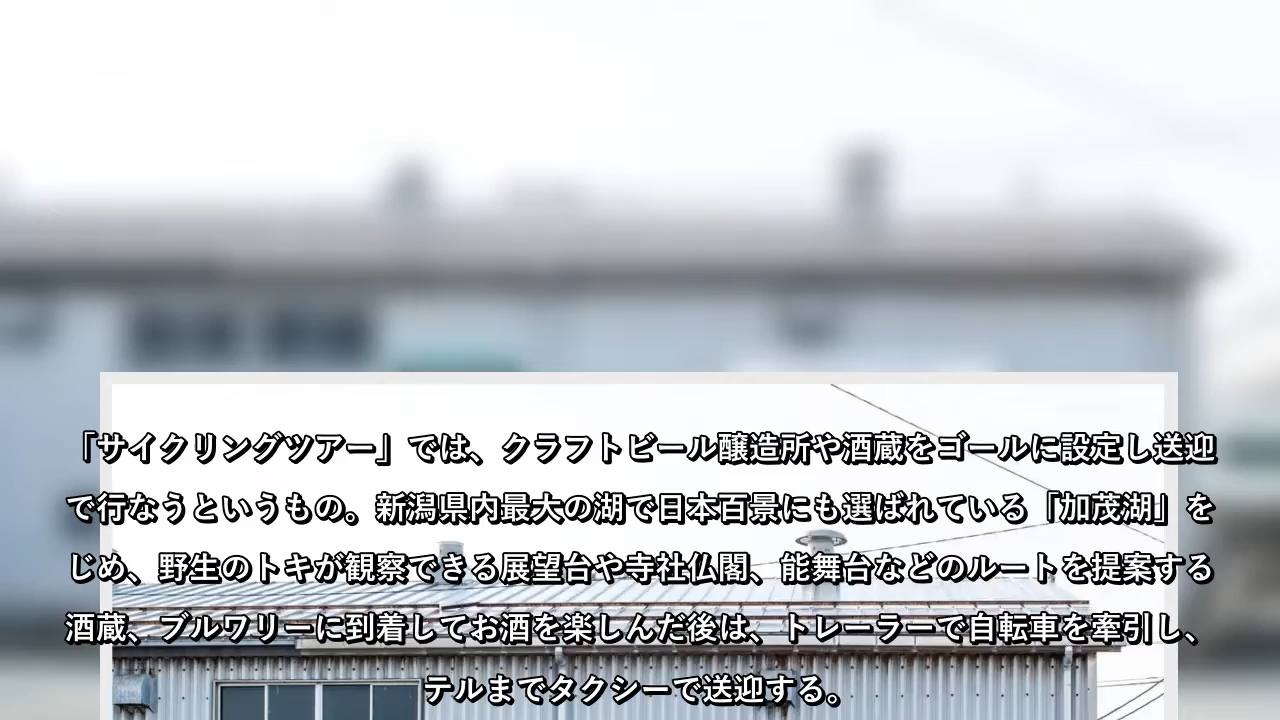 「サイクリングツアー」では、クラフトビール醸造所や酒蔵をゴールに設定し送迎
で行なうというもの。新潟県内最大の湖で日本百景にも選ばれている「加茂湖」を
じめ、野生のトキが観察できる展望台や寺社仏閣、能舞台などのルートを提案する
酒蔵、ブルワリーに到着してお酒を楽しんだ後は、トレーラーで自転車を牽引し、
テルまでタクシーで送迎する。